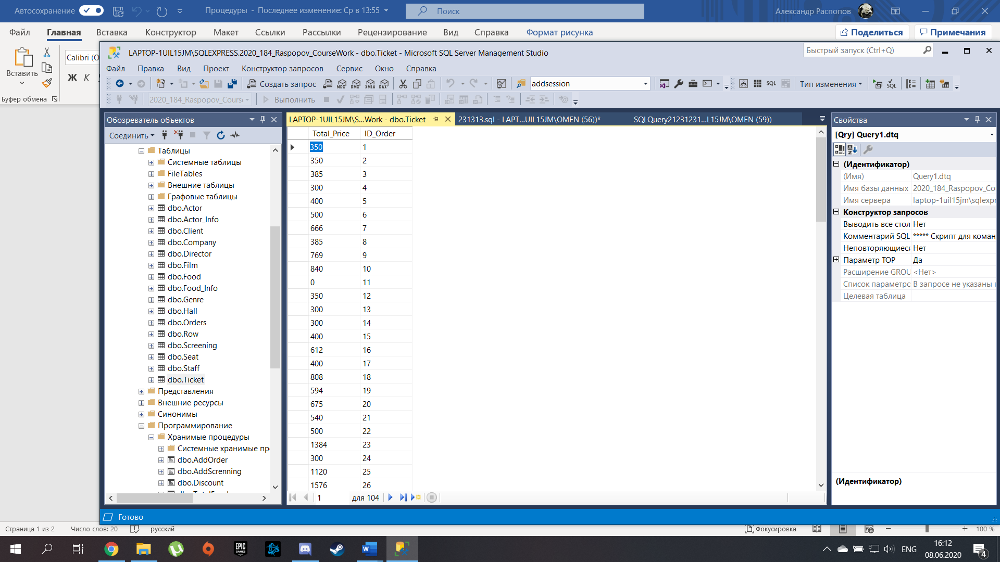 Автосохранение
Процедуры - Последнее изменение: Ср в 13:55
Поиск
Александр Распопов
Файл Главная Вставка Конструктор Макет Ссылки Рассылки Рецензирование Вид Справка Формат рисунка
Поделиться Примечания
Вставить
Calibri (О
Ж К
Буфер обмена
LAPTOP-1UIL15JM\SQLEXPRESS.2020_184_Raspopov_CourseWork - dbo.Ticket - Microsoft SQL Server Management Studio
Быстрый запуск (Ctrl+Q)
Файл Правка Вид Проект Конструктор запросов Сервис Окно Справка
Создать запрос
MDX DMX XMLA DAX
addsession
SQL
Тип изменения
2020_184_Raspopov_Course
Выполнить
Обозреватель объектов
Соединить
Таблицы
Системные таблицы
FileTables
Внешние таблицы
Графовые таблицы
dbo.Actor
dbo.Actor_Info
dbo.Client
dbo.Company
dbo.Director
dbo.Film
dbo.Food
dbo.Food_Info
dbo.Genre
dbo.Hall
dbo.Orders
dbo.Row
dbo.Screening
dbo.Seat
dbo.Staff
dbo.Ticket
Представления
Внешние ресурсы
Синонимы
Программирование
Хранимые процедуры
Системные хранимые пр
dbo.AddOrder
dbo.AddScrenning
dbo.Discount
LAPTOP-1UIL15JM\S...Work - dbo.Ticket
231313.sql - LAPT...UIL15JM\OMEN (56))*
SQLQuery21231231...L15JM\OMEN (59))
Total_Price ID_Order
350 1
350 2
385 3
300 4
400 5
500 6
666 7
385 8
769 9
840 10
0 11
350 12
300 13
300 14
400 15
612 16
400 17
808 18
594 19
675 20
540 21
500 22
1384 23
300 24
1120 25
1576 26
1 для 104
Свойства
[Qry] Query1.dtq
(Идентификатор)
(Имя) Query1.dtq
Имя базы данных 2020_184_Raspopov_Co
Имя сервера laptop-1uil15jm\sqlexpr
Конструктор запросов
Выводить все стол Нет
Комментарий SQL ***** Скрипт для коман
Неповторяющиеся Нет
Параметр TOP Да
Расширение GROU <Нет>
Список параметро В запросе не указаны п
Целевая таблица
(Идентификатор)
Готово
Страница 1 из 2
Число слов: 20
русский
Фокусировка
100 %
EPIC GAMES
ENG
16:12
08.06.2020
4